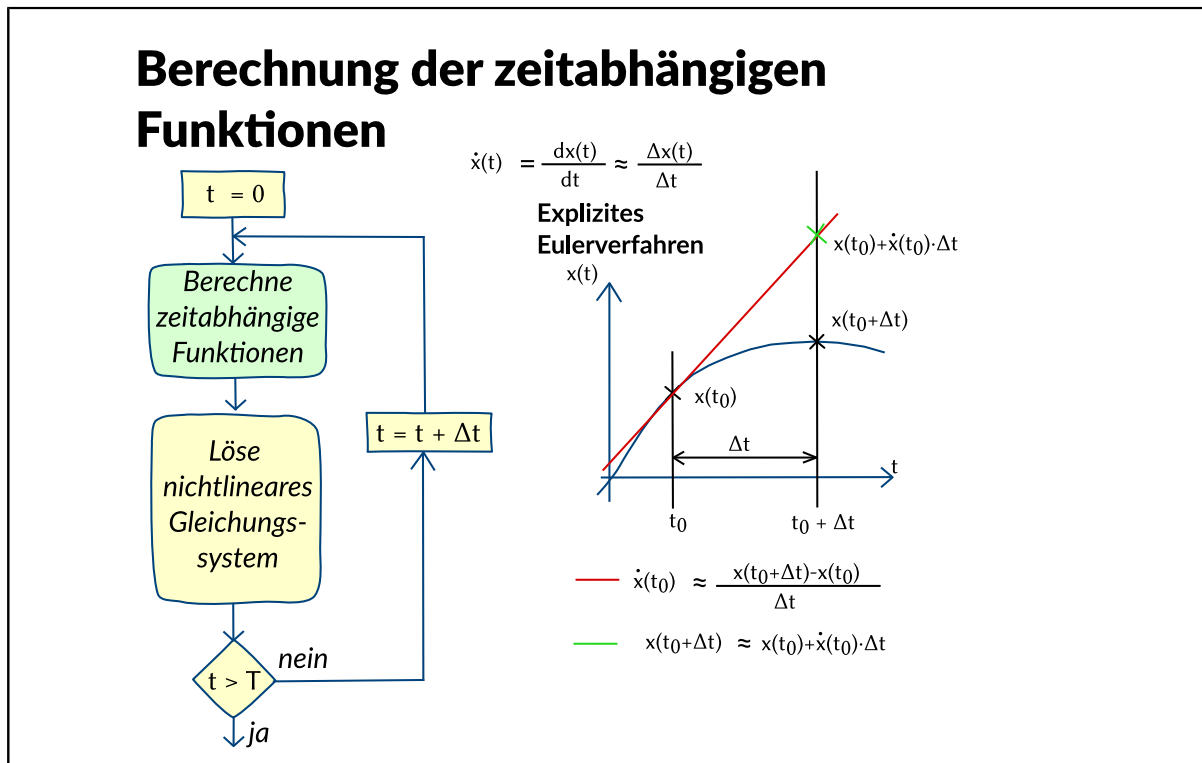 Berechnung der zeitabhängigen
Funktionen
ẋ(t) = dx(t)/dt ≈ Δx(t)/Δt
t = 0
Berechne
zeitabhängige
Funktionen
Löse
nichtlineares
Gleichungs-
system
t > T
nein
ja
t = t + Δt
Explizites
Eulerverfahren
x(t)
x(t₀)+ẋ(t₀)·Δt
x(t₀+Δt)
x(t₀)
Δt
t
t₀
t₀ + Δt
ẋ(t₀) ≈ x(t₀+Δt)-x(t₀)/Δt
x(t₀+Δt) ≈ x(t₀)+ẋ(t₀)·Δt